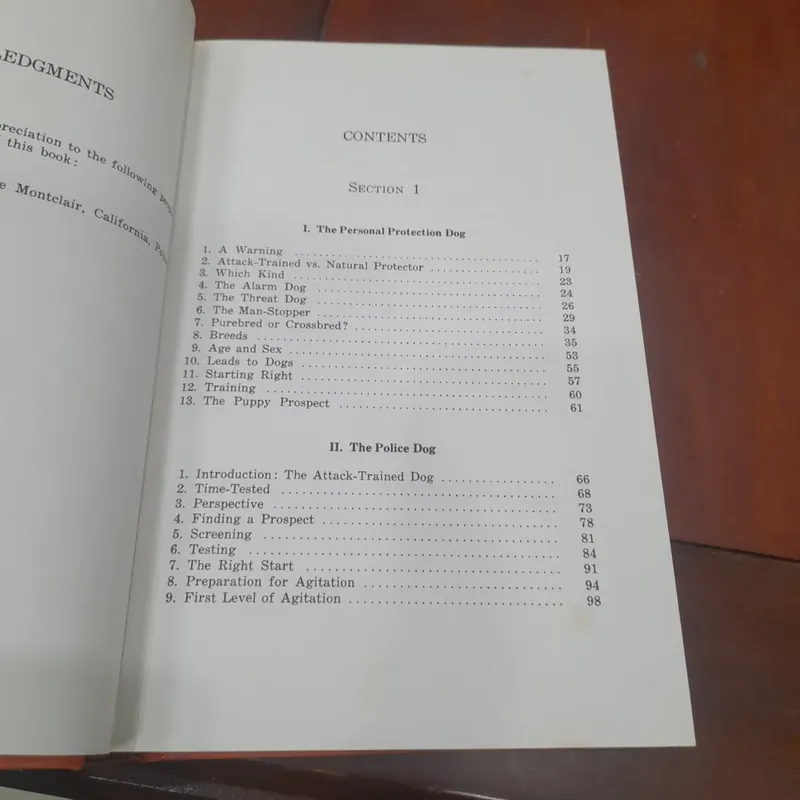 LEDGMENTS
preciation to the following
this book:
e Montclair, California,
CONTENTS
SECTION 1
I. The Personal Protection Dog
1. A Warning 17
2. Attack-Trained vs. Natural Protector 19
3. Which Kind 23
4. The Alarm Dog 24
5. The Threat Dog 26
6. The Man-Stopper 29
7. Purebred or Crossbred? 34
8. Breeds 35
9. Age and Sex 53
10. Leads to Dogs 55
11. Starting Right 57
12. Training 60
13. The Puppy Prospect 61
II. The Police Dog
1. Introduction: The Attack-Trained Dog 66
2. Time-Tested 68
3. Perspective 73
4. Finding a Prospect 78
5. Screening 81
6. Testing 84
7. The Right Start 91
8. Preparation for Agitation 94
9. First Level of Agitation 98